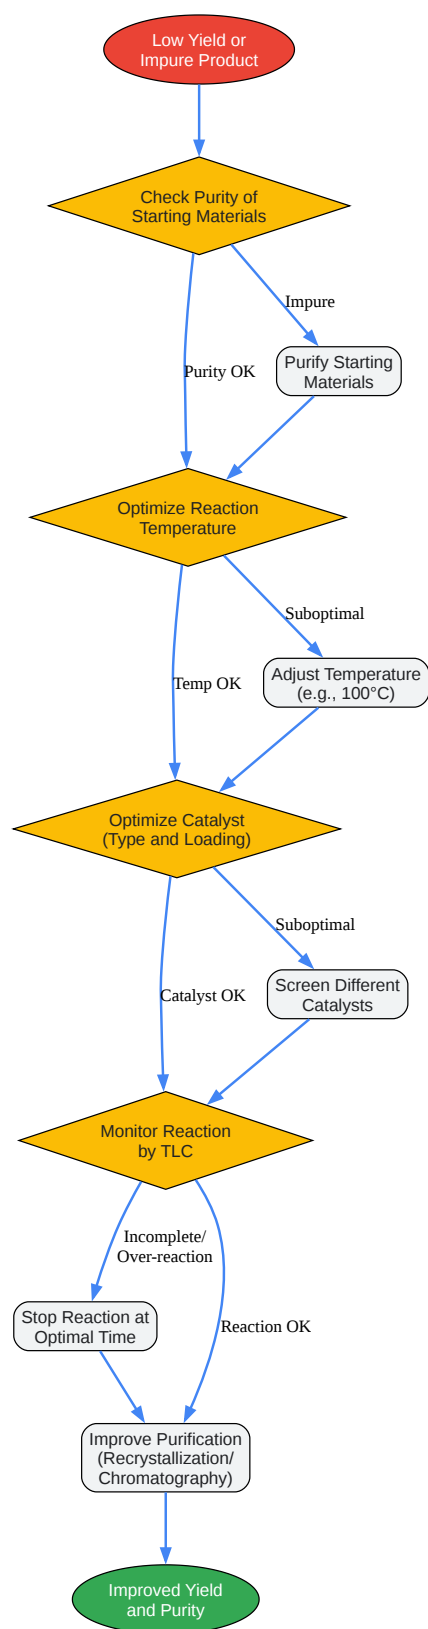 Low Yield or
Impure Product
Check Purity of
Starting Materials
Impure
Purity OK
Purify Starting
Materials
Optimize Reaction
Temperature
Suboptimal
Temp OK
Adjust Temperature
(e.g., 100°C)
Optimize Catalyst
(Type and Loading)
Suboptimal
Catalyst OK
Screen Different
Catalysts
Monitor Reaction
by TLC
Incomplete/
Over-reaction
Reaction OK
Stop Reaction at
Optimal Time
Improve Purification
(Recrystallization/
Chromatography)
Improved Yield
and Purity